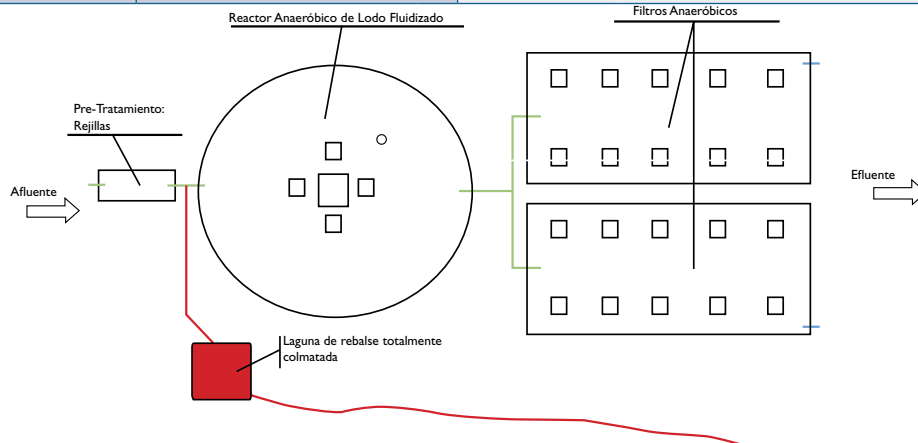 Reactor Anaeróbico de Lodo Fluidizado
Filtros Anaeróbicos
Pre-Tratamiento:
Rejillas
Afluente
Efluente
Laguna de rebalse totalmente
colmatada